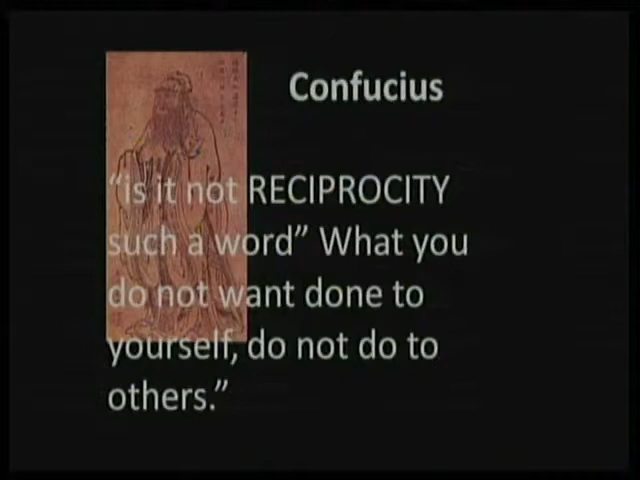 Confucius
“is it not RECIPROCITY
such a word” What you
do not want done to
yourself, do not do to
others.”